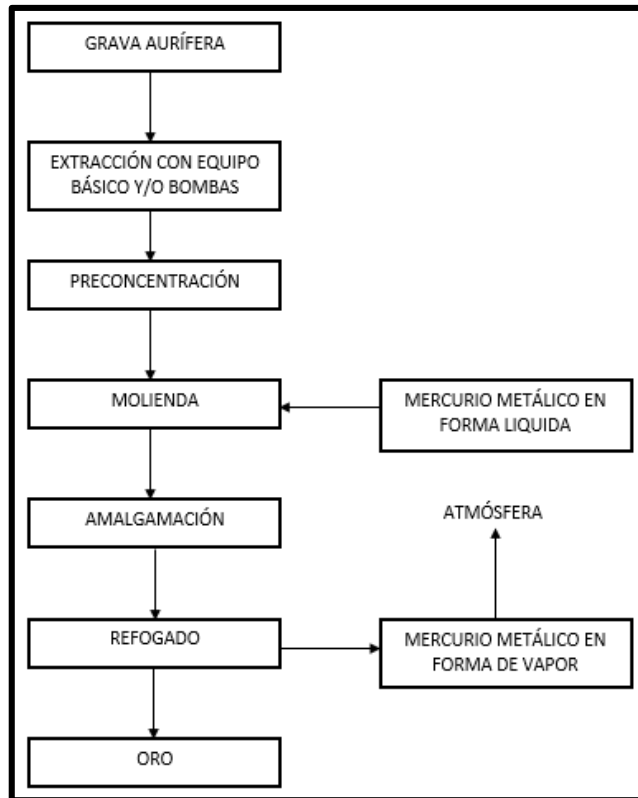 GRAVA AURÍFERA
EXTRACCIÓN CON EQUIPO
BÁSICO Y/O BOMBAS
PRECONCENTRACIÓN
MOLIENDA
MERCURIO METÁLICO EN
FORMA LIQUIDA
AMALGAMACIÓN
ATMÓSFERA
REFOGADO
MERCURIO METÁLICO EN
FORMA DE VAPOR
ORO